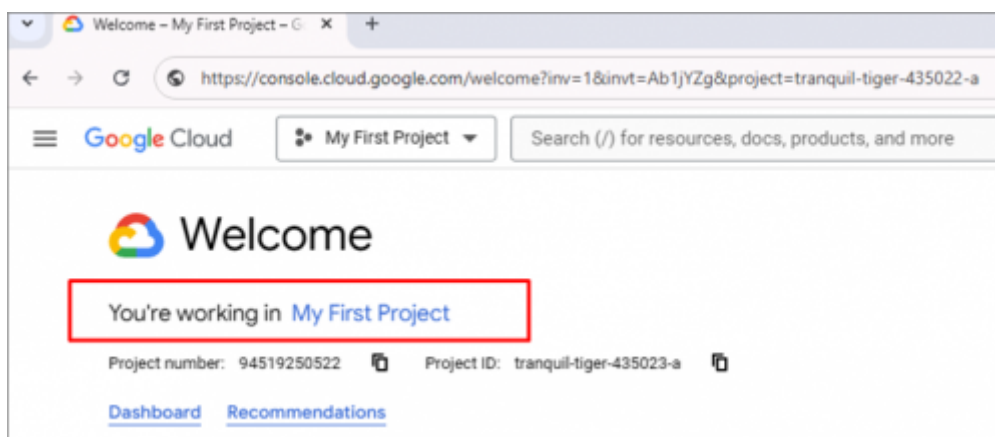 Welcome – My First Project – G
https://console.cloud.google.com/welcome?inv=1&invt=Ab1jYZg&project=tranquil-tiger-435022-a
Google Cloud My First Project Search (/) for resources, docs, products, and more
Welcome
You're working in My First Project
Project number: 94519250522 Project ID: tranquil-tiger-435023-a
Dashboard Recommendations